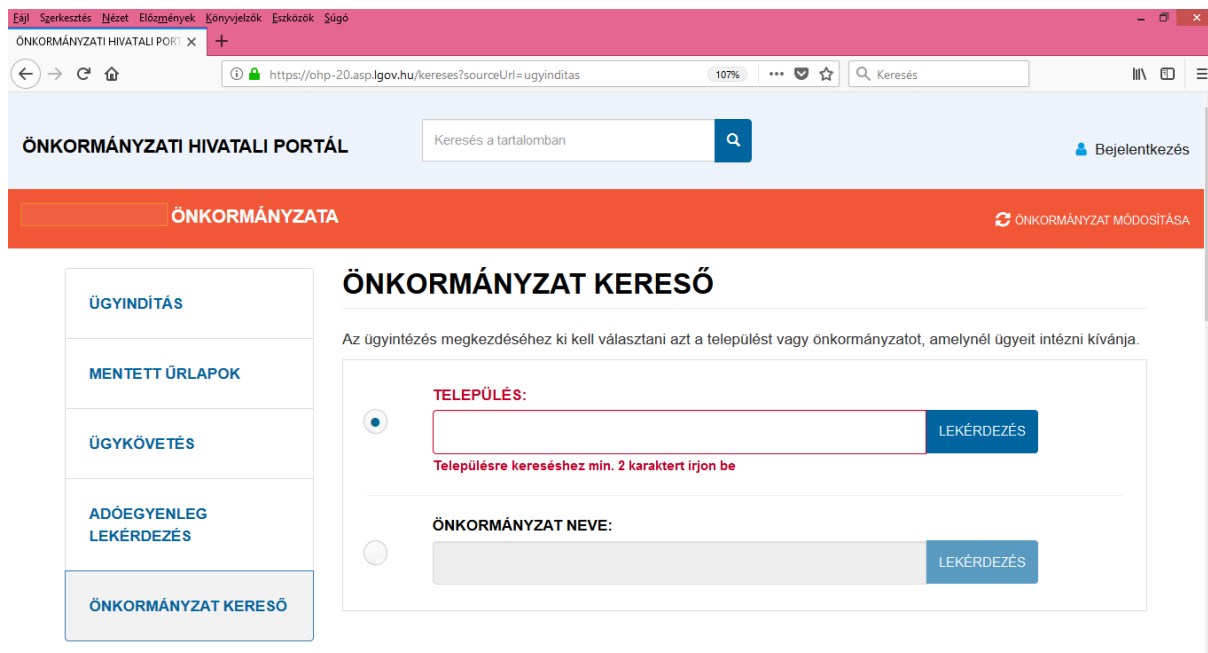 Fájl Szerkesztés Nézet Előzmények Könyvjelzők Eszközök Súgó
ÖNKORMÁNYZATI HIVATALI PORT
https://ohp-20.asp.lgov.hu/kereses?sourceUrl=ugyinditas
107%
Keresés
ÖNKORMÁNYZATI HIVATALI PORTÁL
Keresés a tartalomban
Bejelentkezés
ÖNKORMÁNYZATA
ÖNKORMÁNYZAT MÓDOSÍTÁSA
ÜGYINDÍTÁS
MENTETT ŰRLAPOK
ÜGYKÖVETÉS
ADÓEGYENLEG
LEKÉRDEZÉS
ÖNKORMÁNYZAT KERESŐ
ÖNKORMÁNYZAT KERESŐ
Az ügyintézés megkezdéséhez ki kell választani azt a települést vagy önkormányzatot, amelynél ügyeit intézni kívánja.
TELEPÜLÉS:
LEKÉRDEZÉS
Településre kereséshez min. 2 karaktert írjon be
ÖNKORMÁNYZAT NEVE:
LEKÉRDEZÉS